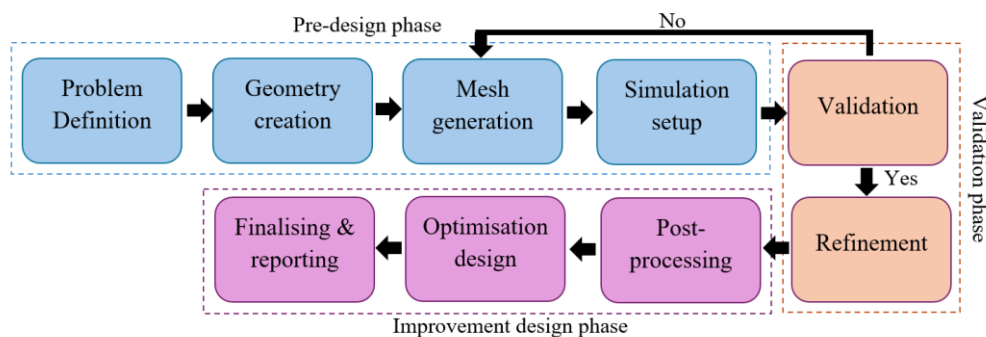 Pre-design phase
No
Problem
Definition
Geometry
creation
Mesh
generation
Simulation
setup
Validation
Validation phase
Yes
Refinement
Post-
processing
Optimisation
design
Finalising &
reporting
Improvement design phase